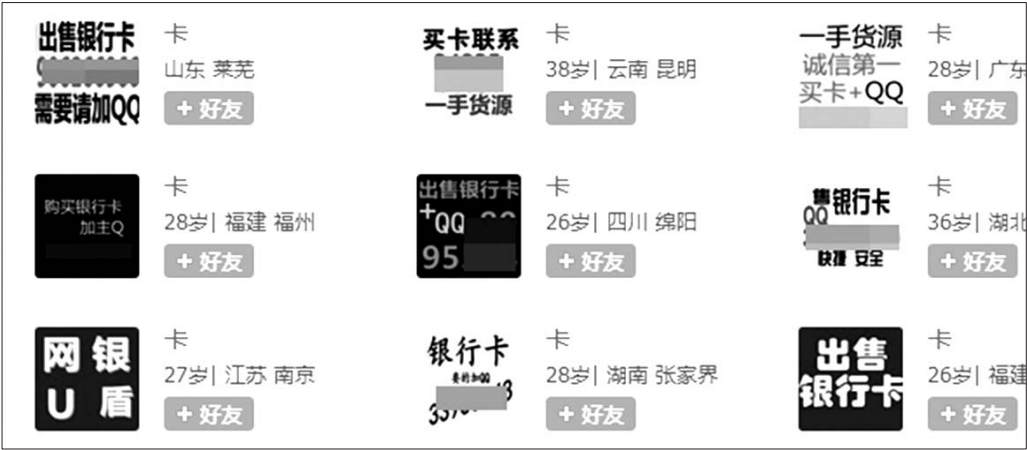 出售银行卡
需要请加QQ
卡
山东 莱芜
+ 好友
买卡联系
一手货源
卡
38岁| 云南 昆明
+ 好友
一手货源
诚信第一
买卡+QQ
卡
28岁| 广东
+ 好友
购买银行卡
加主Q
卡
28岁| 福建 福州
+ 好友
出售银行卡
+QQ
95
卡
26岁| 四川 绵阳
+ 好友
售银行卡
QQ
快捷 安全
卡
36岁| 湖北
+ 好友
网 银
U 盾
卡
27岁| 江苏 南京
+ 好友
银行卡
要的加QQ
卡
28岁| 湖南 张家界
+ 好友
出售
银行卡
卡
26岁| 福建
+ 好友